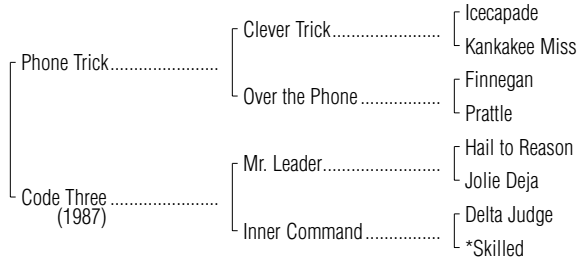 Icecapade
Clever Trick
Kankakee Miss
Phone Trick
Finnegan
Over the Phone
Prattle
Hail to Reason
Mr. Leader
Jolie Deja
Code Three
(1987)
Delta Judge
Inner Command
*Skilled